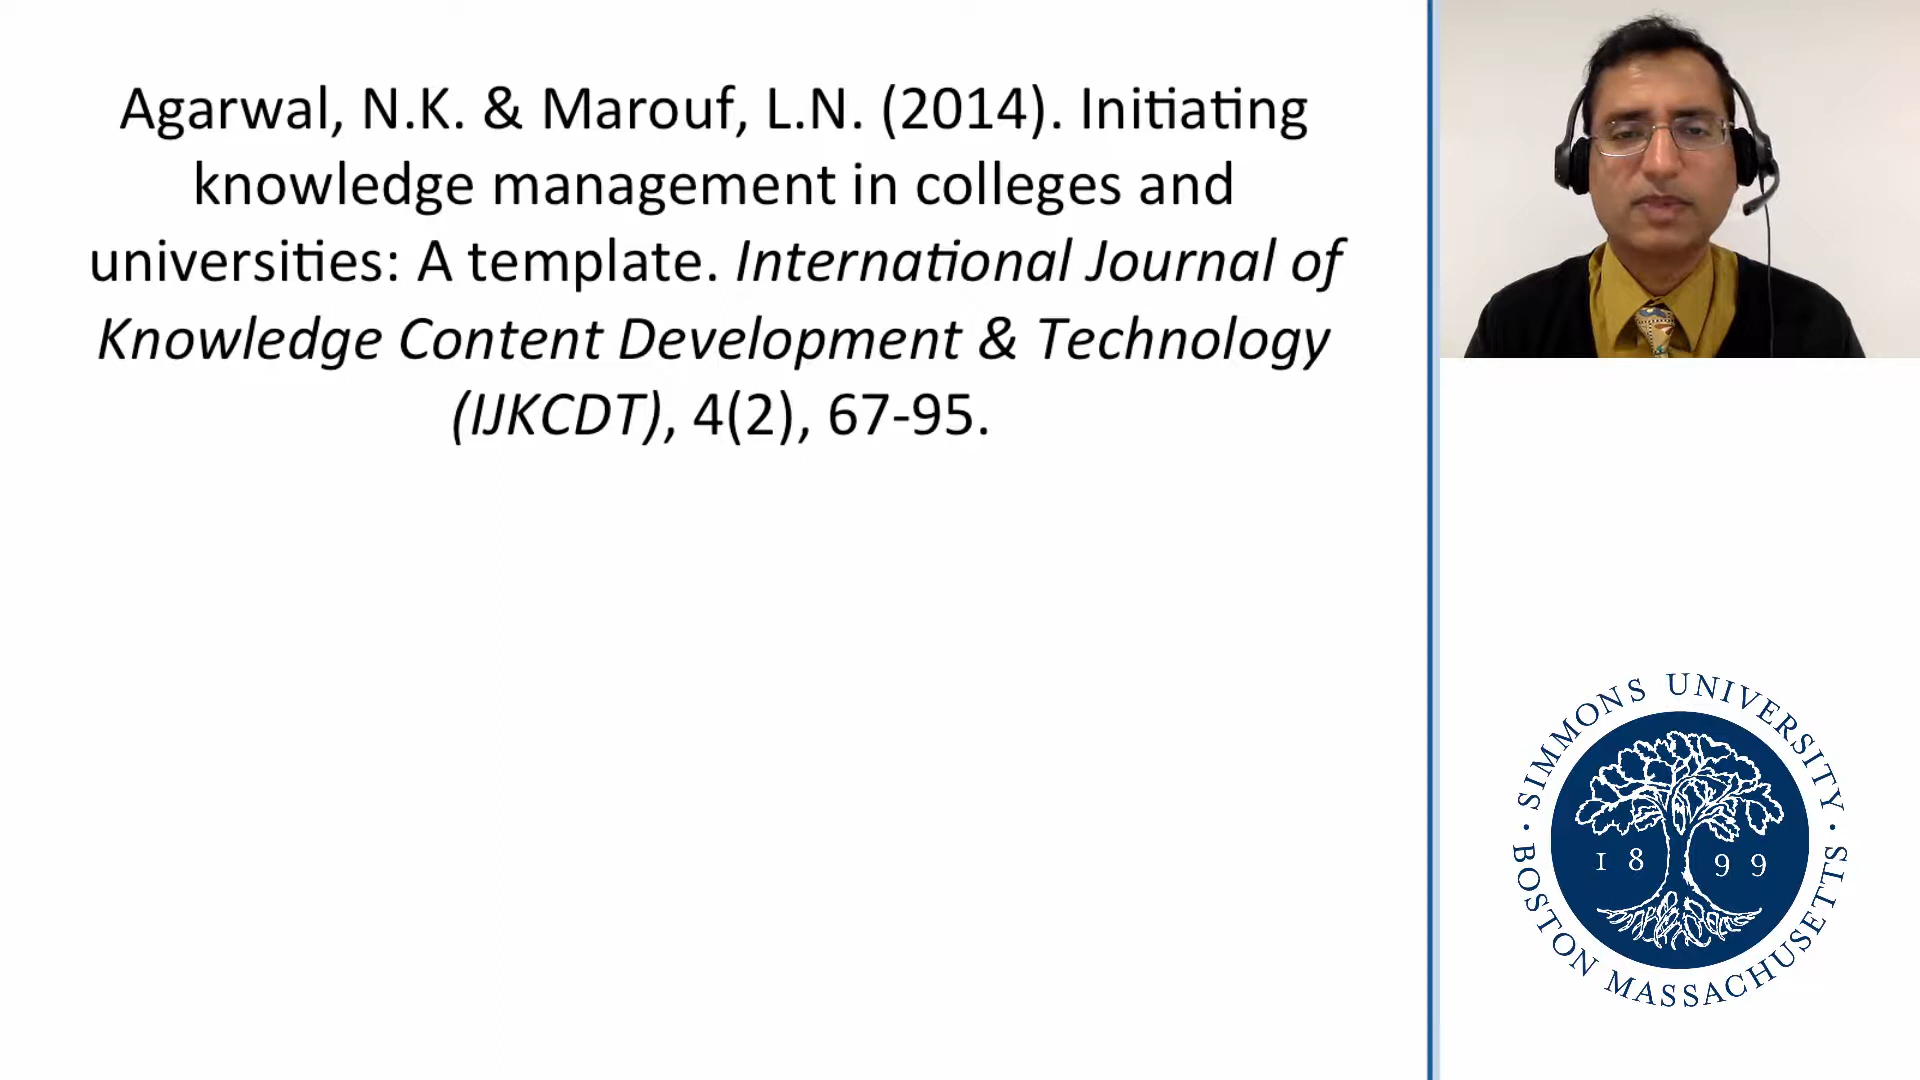 Agarwal, N.K. & Marouf, L.N. (2014). Initiating
knowledge management in colleges and
universities: A template. International Journal of
Knowledge Content Development & Technology
(IJKCDT), 4(2), 67-95.
SIMMONS UNIVERSITY
1899
BOSTON MASSACHUSETTS